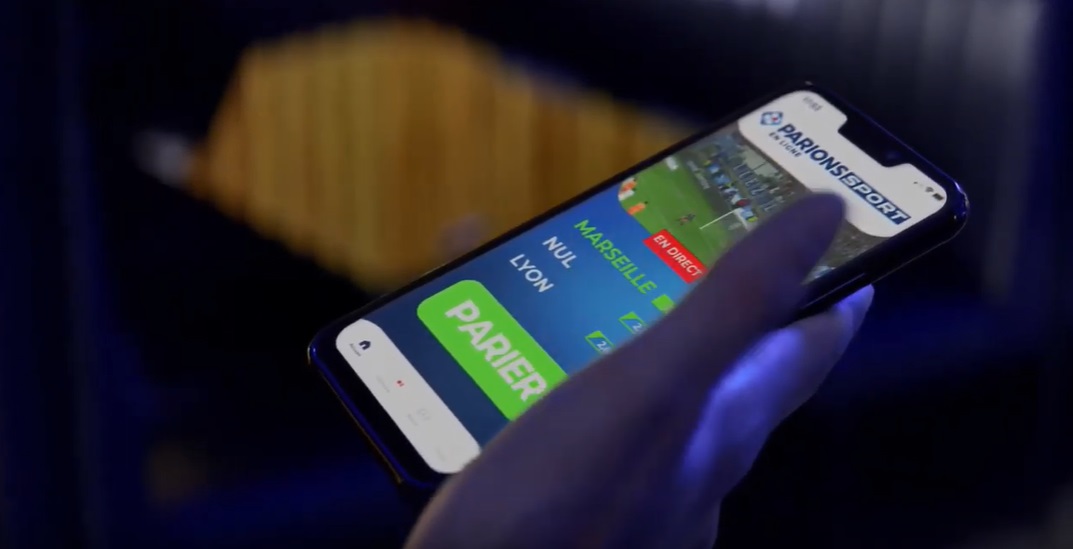 PARIONS SPORT
EN LIGNE
EN DIRECT
MARSEILLE
NUL
LYON
PARIER